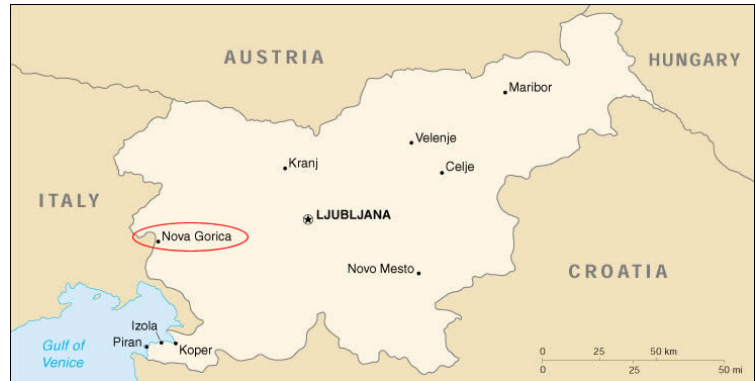 AUSTRIA
HUNGARY
Maribor
Velenje
Kranj
Celje
ITALY
LJUBLJANA
Nova Gorica
Novo Mesto
CROATIA
Izola
Gulf of
Venice
Piran
Koper
0 25 50 km
0 25 50 mi